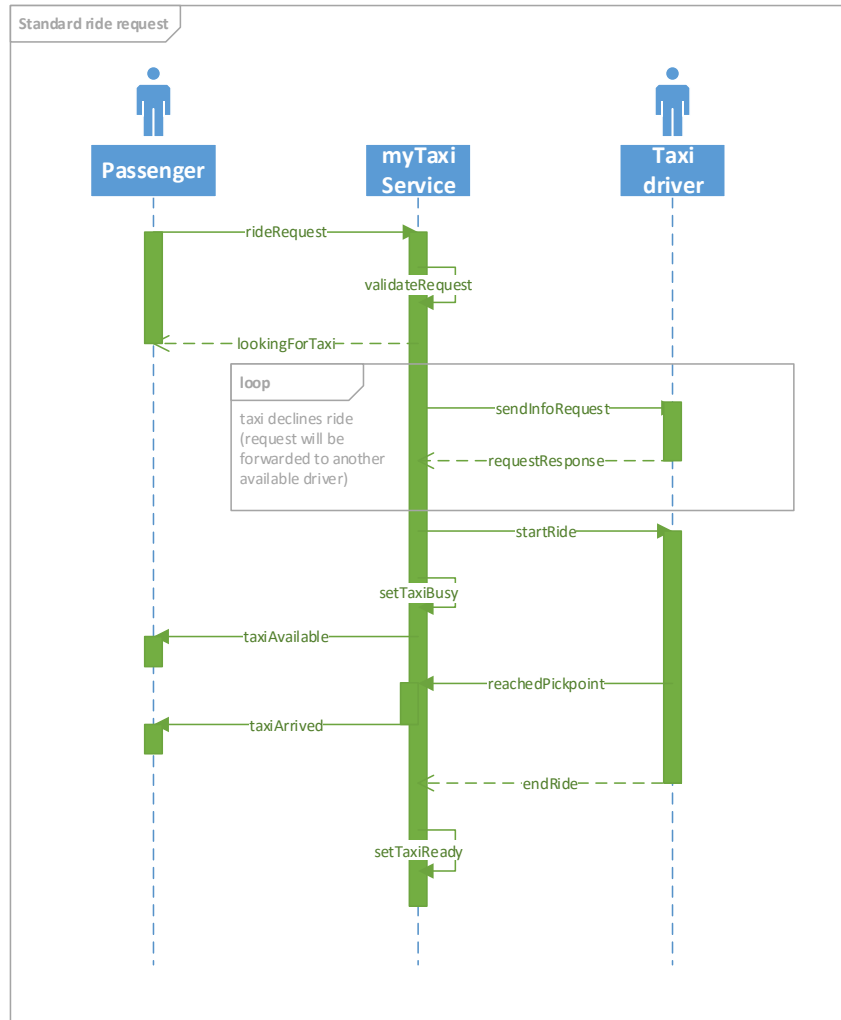 Standard ride request
Passenger
myTaxi
Service
Taxi
driver
rideRequest
validateRequest
lookingForTaxi
loop
taxi declines ride
(request will be
forwarded to another
available driver)
sendInfoRequest
requestResponse
startRide
setTaxiBusy
taxiAvailable
reachedPickpoint
taxiArrived
endRide
setTaxiReady